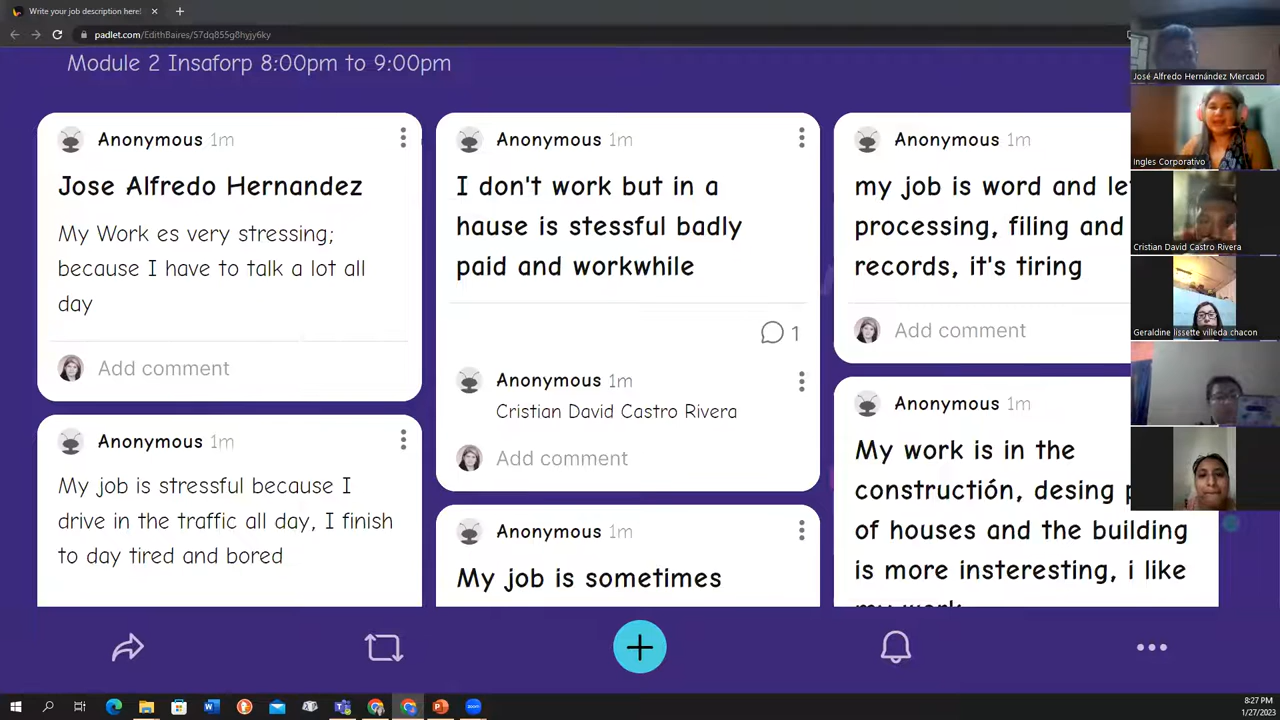 Write your job description here!
padlet.com/EdithBaires/57dq855g8hyjy6ky
Module 2 Insaforp 8:00pm to 9:00pm
Anonymous 1m
Jose Alfredo Hernandez
My Work es very stressing;
because I have to talk a lot all
day
Add comment
Anonymous 1m
My job is stressful because I
drive in the traffic all day, I finish
to day tired and bored
Anonymous 1m
I don't work but in a
hause is stessful badly
paid and workwhile
1
Anonymous 1m
Cristian David Castro Rivera
Add comment
Anonymous 1m
My job is sometimes
Anonymous 1m
my job is word and
processing, filing and
records, it's tiring
Add comment
Anonymous 1m
My work is in the
constructión, desing
of houses and the building
is more insteresting, i like
my work
José Alfredo Hernández Mercado
Ingles Corporativo
Cristian David Castro Rivera
Geraldine lissette villeda chacon
8:27 PM
1/27/2023